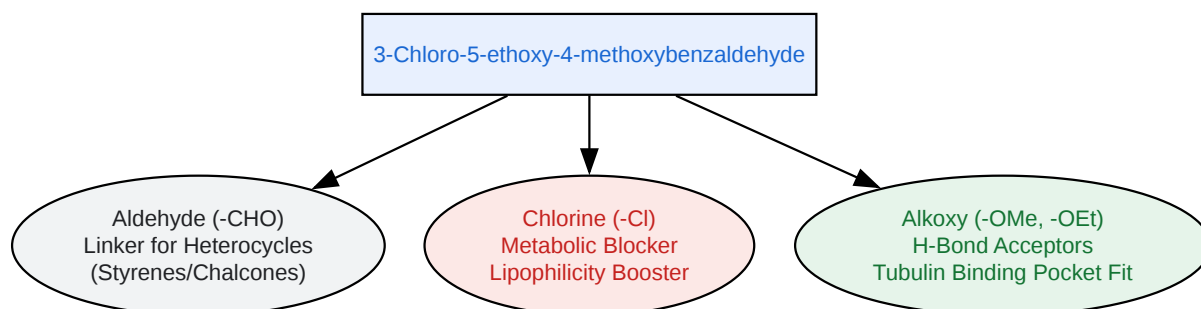 3-Chloro-5-ethoxy-4-methoxybenzaldehyde
Aldehyde (-CHO)
Linker for Heterocycles
(Styrenes/Chalcones)
Chlorine (-Cl)
Metabolic Blocker
Lipophilicity Booster
Alkoxy (-OMe, -OEt)
H-Bond Acceptors
Tubulin Binding Pocket Fit